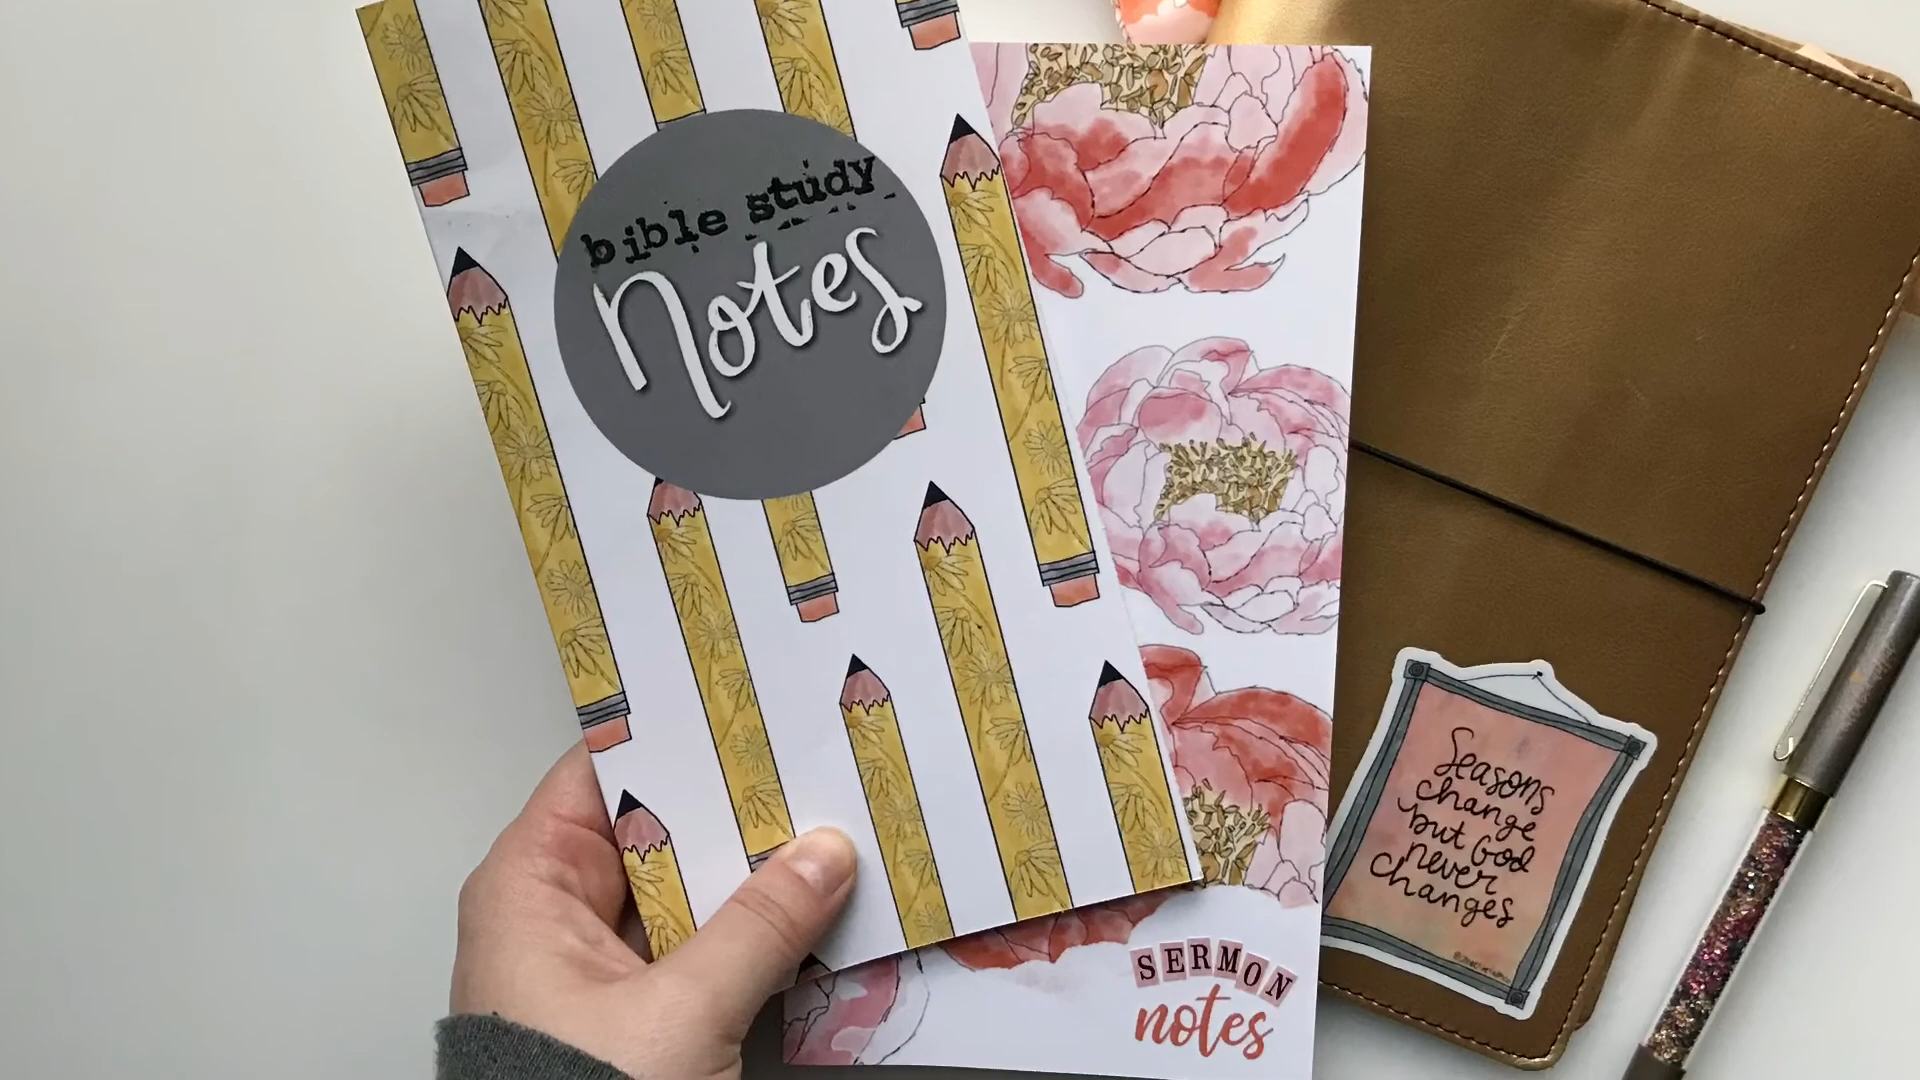 bible study
Notes
SERMON
notes
Seasons
change
but God
never
changes